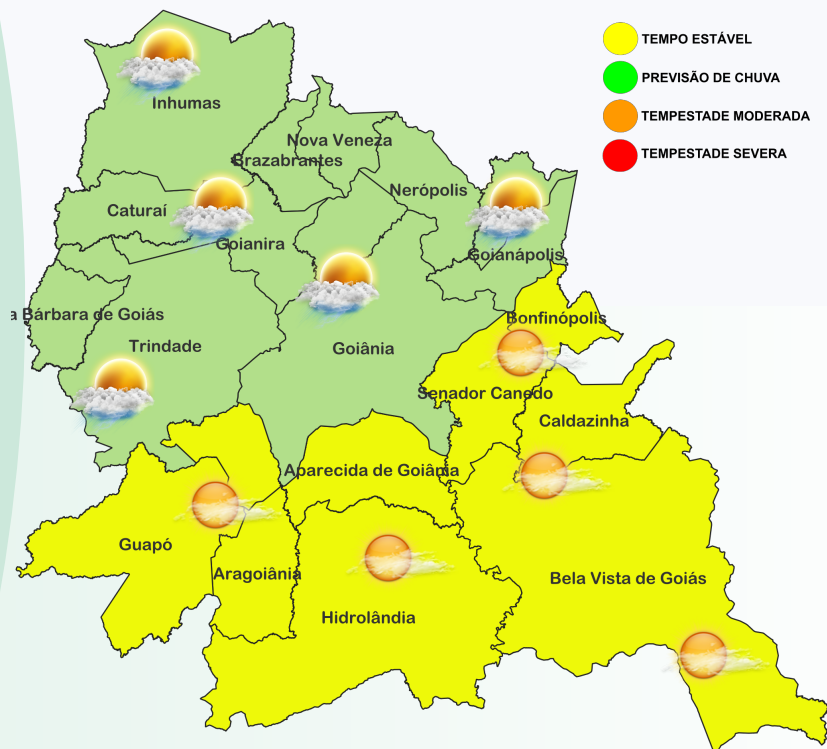 TEMPO ESTÁVEL
PREVISÃO DE CHUVA
TEMPESTADE MODERADA
TEMPESTADE SEVERA
Inhumas
Nova Veneza
Brazabrantes
Nerópolis
Caturaí
Goianira
Goianápolis
a Bárbara de Goiás
Bonfinópolis
Trindade
Goiânia
Senador Canedo
Caldazinha
Aparecida de Goiânia
Guapó
Aragoiânia
Bela Vista de Goiás
Hidrolândia